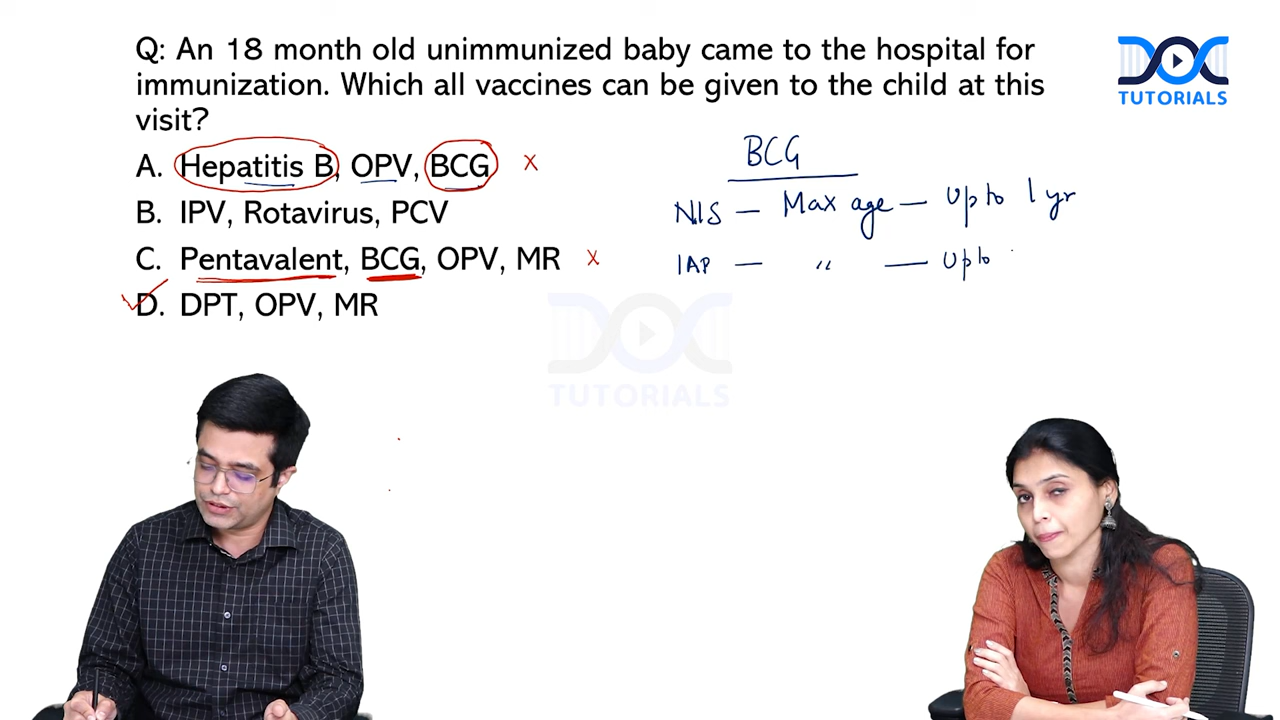 Q: An 18 month old unimmunized baby came to the hospital for
immunization. Which all vaccines can be given to the child at this
visit?
A. Hepatitis B, OPV, BCG x
B. IPV, Rotavirus, PCV
C. Pentavalent, BCG, OPV, MR x
D. DPT, OPV, MR
BCG
NIS — Max age — Upto 1 yr
IAP — " — Upto
TUTORIALS
TUTORIALS